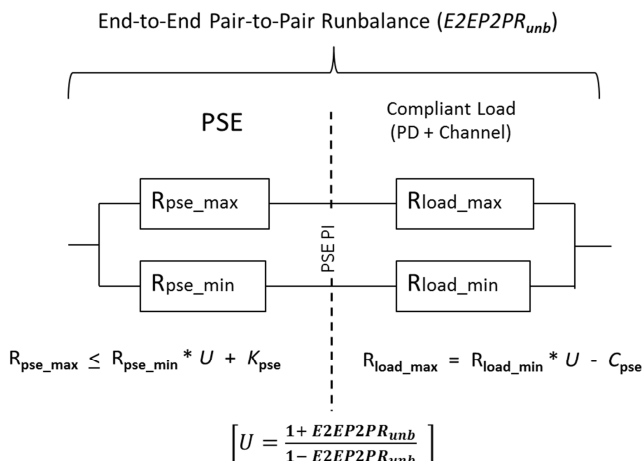 End-to-End Pair-to-Pair Runbalance (E2EP2PRunb)
PSE
Compliant Load
(PD + Channel)
Rpse_max
Rload_max
PSE PI
Rpse_min
Rload_min
Rpse_max ≤ Rpse_min * U + Kpse
Rload_max = Rload_min * U - Cpse
[U = 1 + E2EP2PRunb / 1 - E2EP2PRunb]